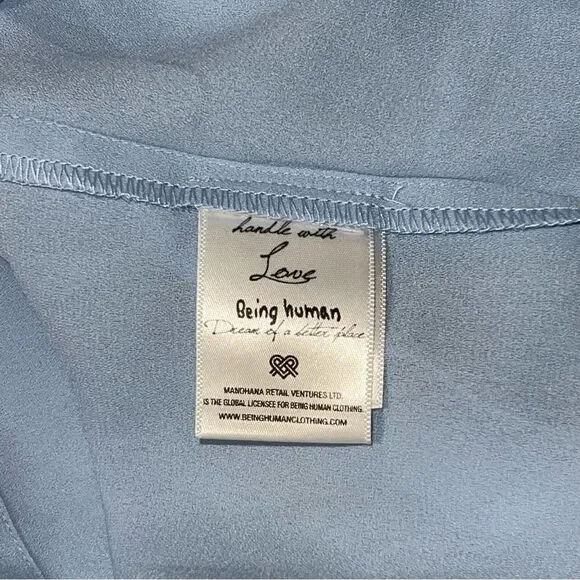 handle with
Love
Being human
Dream of a better place
MANDHANA RETAIL VENTURES LTD.
IS THE GLOBAL LICENSEE FOR BEING HUMAN CLOTHING.
WWW.BEINGHUMANCLOTHING.COM